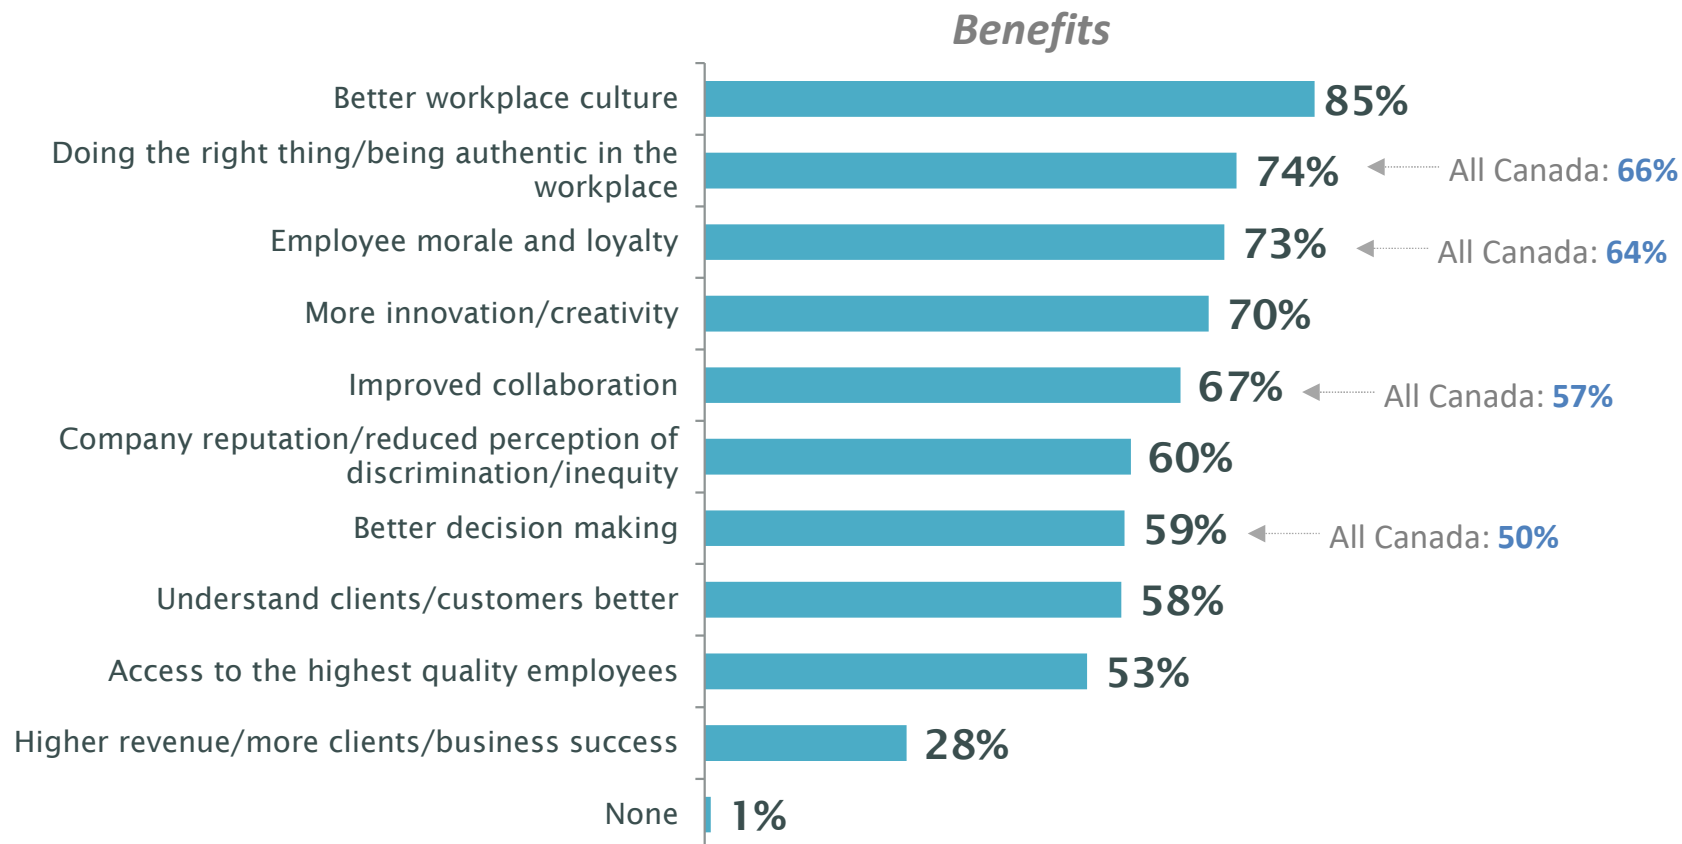 Benefits
Better workplace culture
85%
Doing the right thing/being authentic in the
workplace
74%
All Canada: 66%
Employee morale and loyalty
73%
All Canada: 64%
More innovation/creativity
70%
Improved collaboration
67%
All Canada: 57%
Company reputation/reduced perception of
discrimination/inequity
60%
Better decision making
59%
All Canada: 50%
Understand clients/customers better
58%
Access to the highest quality employees
53%
Higher revenue/more clients/business success
28%
None
1%